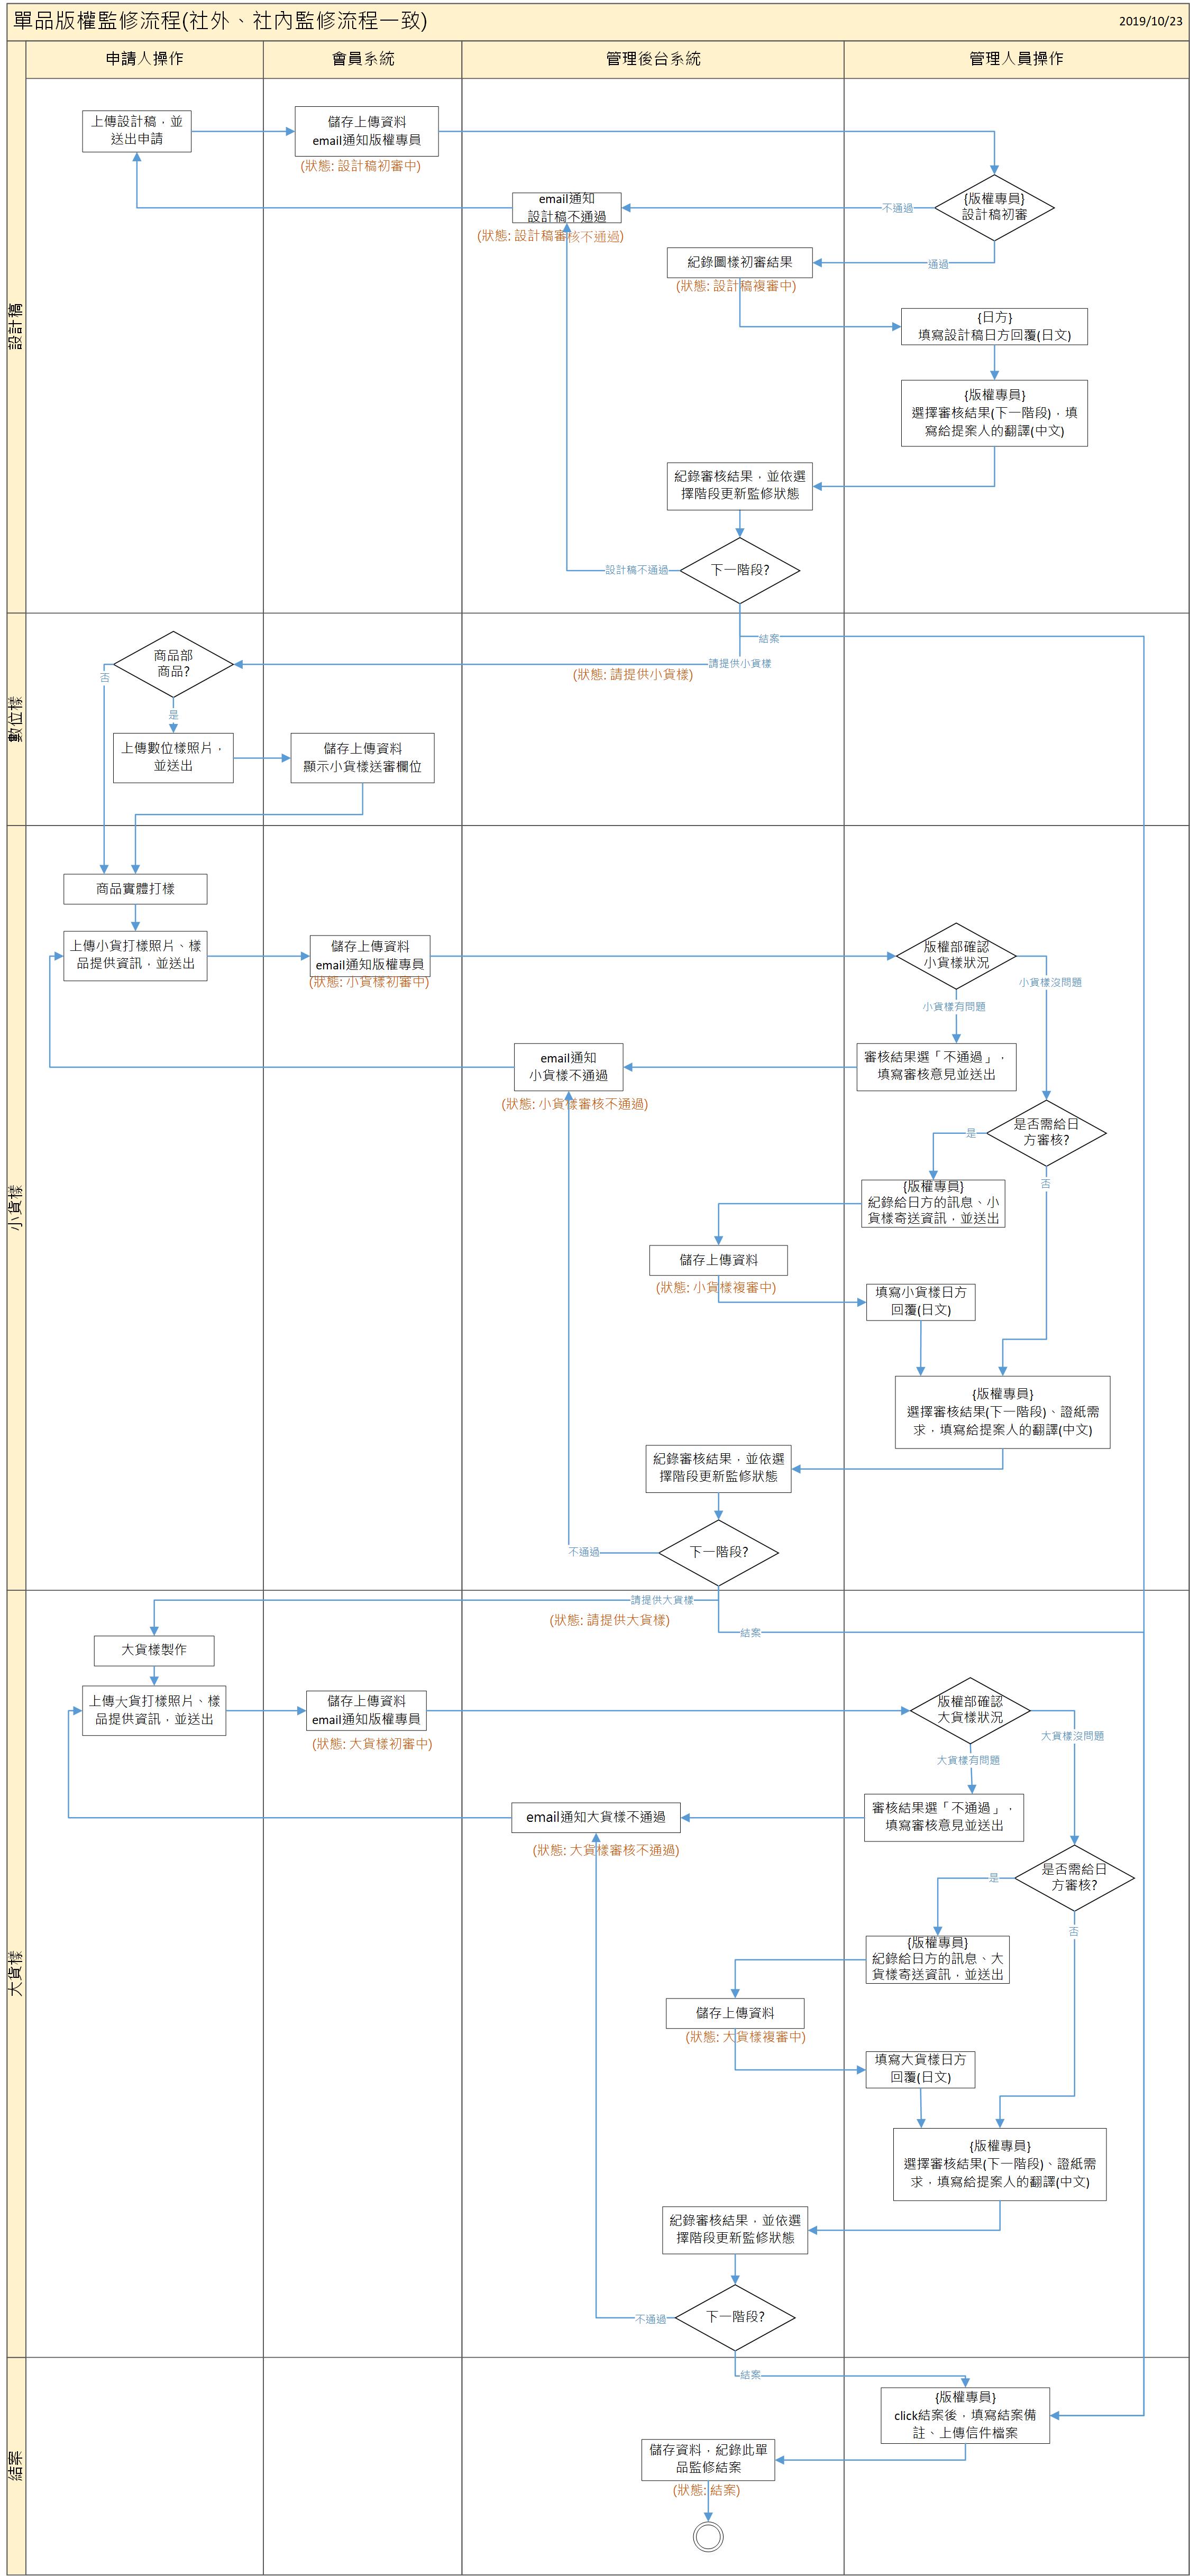 單品版權監修流程(社外、社內監修流程一致)
2019/10/23
申請人操作
會員系統
管理後台系統
管理人員操作
設計稿
上傳設計稿，並
送出申請
儲存上傳資料
email通知版權專員
(狀態: 設計稿初審中)
{版權專員}
設計稿初審
不通過
email通知
設計稿不通過
(狀態: 設計稿審核不通過)
通過
紀錄圖樣初審結果
(狀態: 設計稿複審中)
{日方}
填寫設計稿日方回覆(日文)
{版權專員}
選擇審核結果(下一階段)，填
寫給提案人的翻譯(中文)
紀錄審核結果，並依選
擇階段更新監修狀態
下一階段?
設計稿不通過
數位樣
結案
請提供小貨樣
(狀態: 請提供小貨樣)
商品部
商品?
否
是
上傳數位樣照片，
並送出
儲存上傳資料
顯示小貨樣送審欄位
小貨樣
商品實體打樣
上傳小貨打樣照片、樣
品提供資訊，並送出
儲存上傳資料
email通知版權專員
(狀態: 小貨樣初審中)
版權部確認
小貨樣狀況
小貨樣沒問題
小貨樣有問題
審核結果選「不通過」，
填寫審核意見並送出
email通知
小貨樣不通過
(狀態: 小貨樣審核不通過)
是否需給日
方審核?
是
否
{版權專員}
紀錄給日方的訊息、小
貨樣寄送資訊，並送出
儲存上傳資料
(狀態: 小貨樣複審中)
填寫小貨樣日方
回覆(日文)
{版權專員}
選擇審核結果(下一階段)、證紙需
求，填寫給提案人的翻譯(中文)
紀錄審核結果，並依選
擇階段更新監修狀態
下一階段?
不通過
大貨樣
請提供大貨樣
(狀態: 請提供大貨樣)
結案
大貨樣製作
上傳大貨打樣照片、樣
品提供資訊，並送出
儲存上傳資料
email通知版權專員
(狀態: 大貨樣初審中)
版權部確認
大貨樣狀況
大貨樣沒問題
大貨樣有問題
審核結果選「不通過」，
填寫審核意見並送出
email通知大貨樣不通過
(狀態: 大貨樣審核不通過)
是否需給日
方審核?
是
否
{版權專員}
紀錄給日方的訊息、大
貨樣寄送資訊，並送出
儲存上傳資料
(狀態: 大貨樣複審中)
填寫大貨樣日方
回覆(日文)
{版權專員}
選擇審核結果(下一階段)、證紙需
求，填寫給提案人的翻譯(中文)
紀錄審核結果，並依選
擇階段更新監修狀態
下一階段?
不通過
結案
結案
{版權專員}
click結案後，填寫結案備
註、上傳信件檔案
儲存資料，紀錄此單
品監修結案
(狀態: 結案)